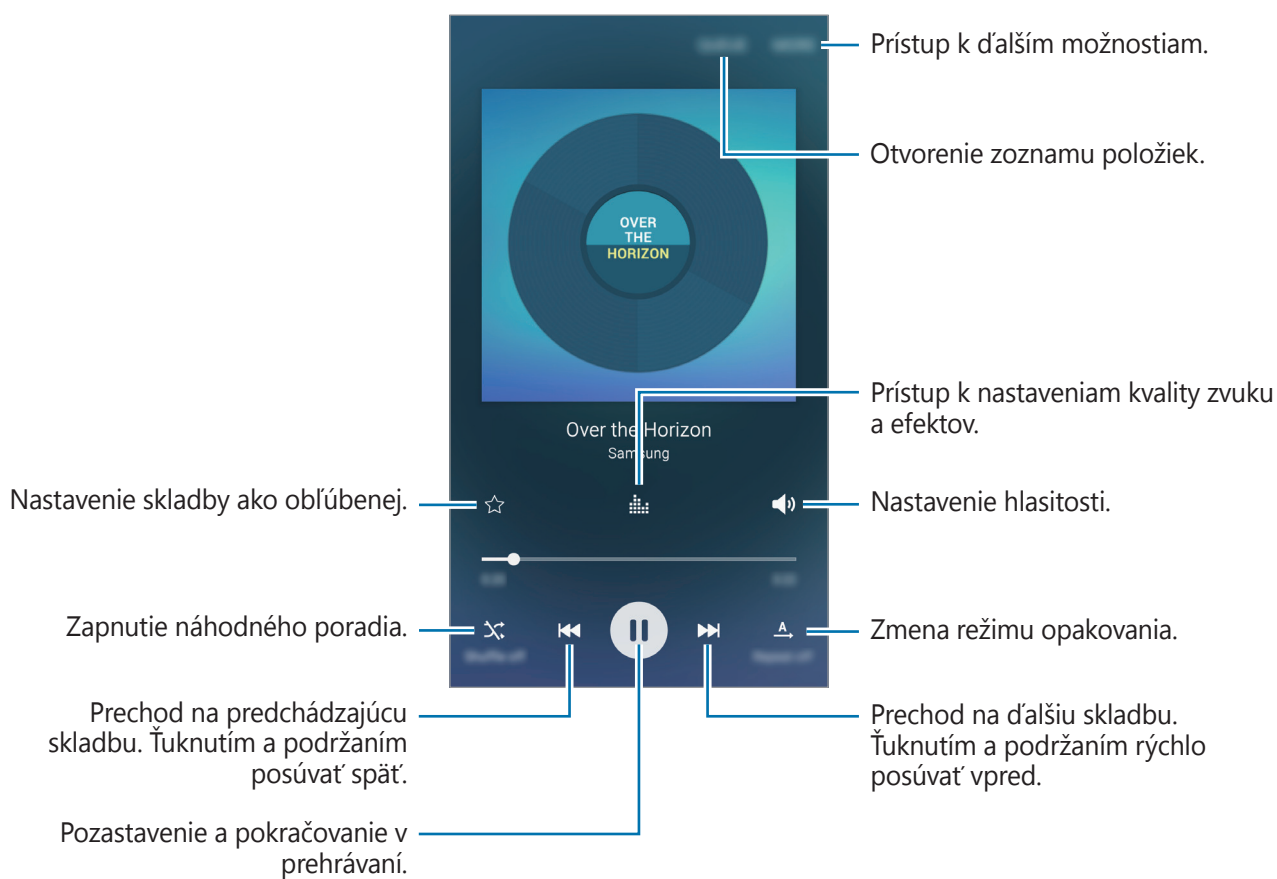 Prístup k ďalším možnostiam.
Otvorenie zoznamu položiek.
OVER
THE
HORIZON
Prístup k nastaveniam kvality zvuku
a efektov.
Over the Horizon
Samsung
Nastavenie skladby ako obľúbenej.
Nastavenie hlasitosti.
Zapnutie náhodného poradia.
A
Zmena režimu opakovania.
Prechod na predchádzajúcu
skladbu. Ťuknutím a podržaním
posúvať späť.
Prechod na ďalšiu skladbu.
Ťuknutím a podržaním rýchlo
posúvať vpred.
Pozastavenie a pokračovanie v
prehrávaní.